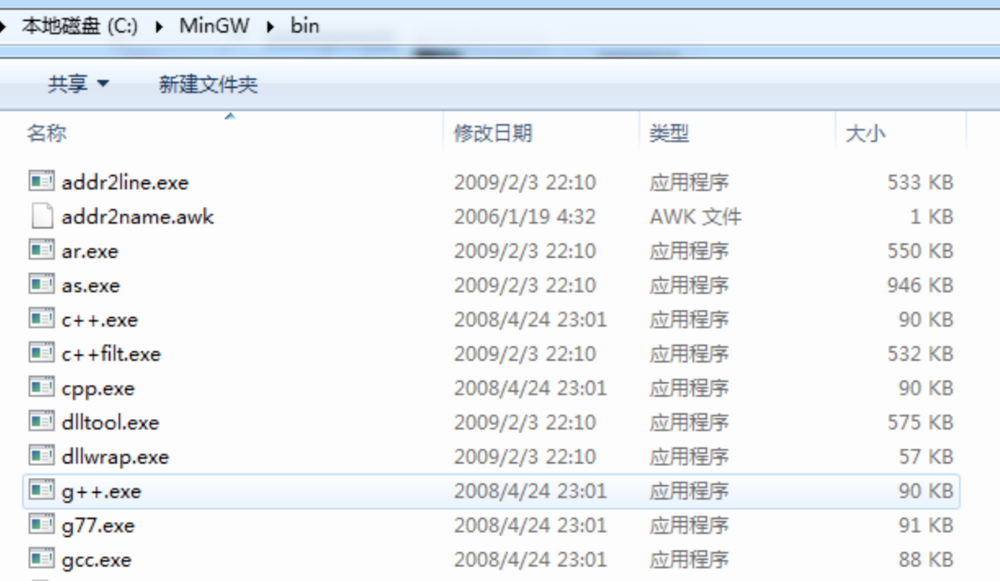 本地磁盘 (C:) ▸ MinGW ▸ bin
共享 ▾ 新建文件夹
名称 修改日期 类型 大小
addr2line.exe 2009/2/3 22:10 应用程序 533 KB
addr2name.awk 2006/1/19 4:32 AWK 文件 1 KB
ar.exe 2009/2/3 22:10 应用程序 550 KB
as.exe 2009/2/3 22:10 应用程序 946 KB
c++.exe 2008/4/24 23:01 应用程序 90 KB
c++filt.exe 2009/2/3 22:10 应用程序 532 KB
cpp.exe 2008/4/24 23:01 应用程序 90 KB
dlltool.exe 2009/2/3 22:10 应用程序 575 KB
dllwrap.exe 2009/2/3 22:10 应用程序 57 KB
g++.exe 2008/4/24 23:01 应用程序 90 KB
g77.exe 2008/4/24 23:01 应用程序 91 KB
gcc.exe 2008/4/24 23:01 应用程序 88 KB